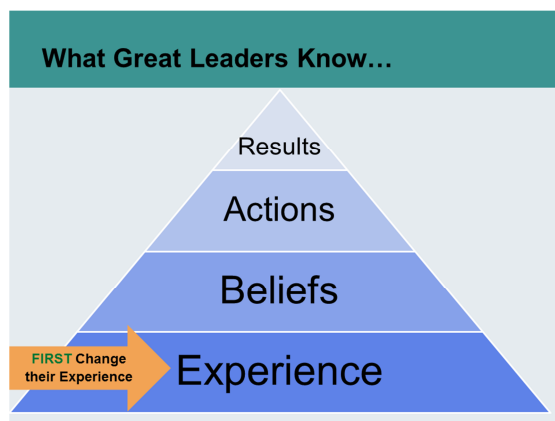 What Great Leaders Know…
Results
Actions
Beliefs
FIRST Change
their Experience
Experience